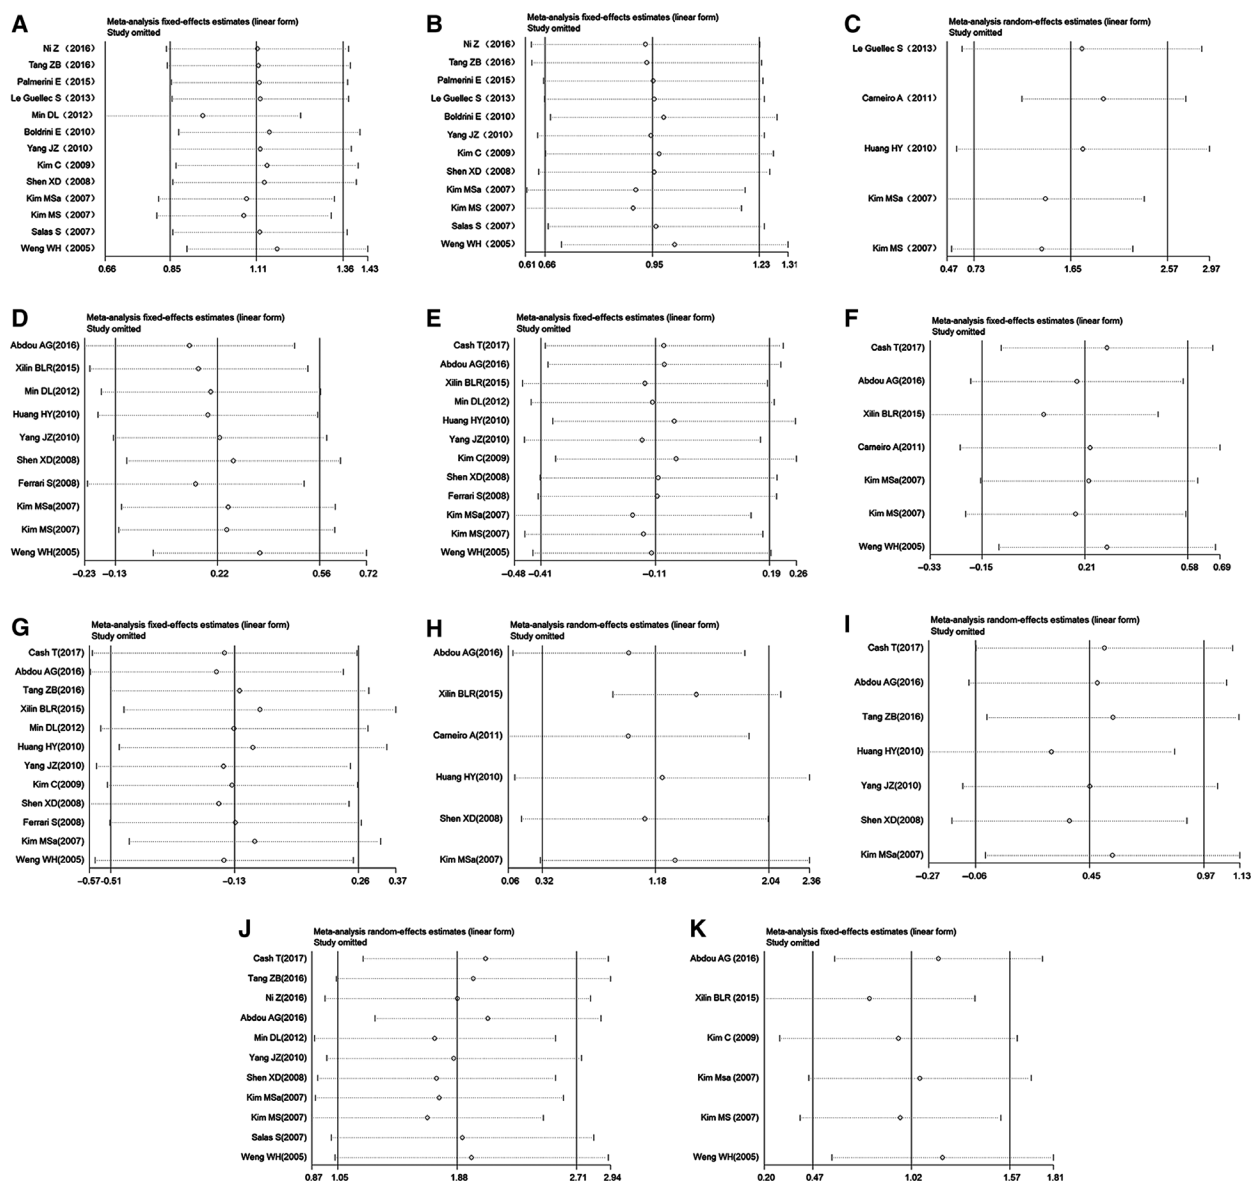 A
Meta-analysis fixed-effects estimates (linear form)
Study omitted
Ni Z (2016)
Tang ZB (2016)
Palmerini E (2015)
Le Guellec S (2013)
Min DL (2012)
Boldrini E (2010)
Yang JZ (2010)
Kim C (2009)
Shen XD (2008)
Kim MSa (2007)
Kim MS (2007)
Salas S (2007)
Weng WH (2005)
0.66 0.85 1.11 1.36 1.43
B
Meta-analysis fixed-effects estimates (linear form)
Study omitted
Ni Z (2016)
Tang ZB (2016)
Palmerini E (2015)
Le Guellec S (2013)
Boldrini E (2010)
Yang JZ (2010)
Kim C (2009)
Shen XD (2008)
Kim MSa (2007)
Kim MS (2007)
Salas S (2007)
Weng WH (2005)
0.61 0.66 0.95 1.23 1.31
C
Meta-analysis random-effects estimates (linear form)
Study omitted
Le Guellec S (2013)
Carneiro A (2011)
Huang HY (2010)
Kim MSa (2007)
Kim MS (2007)
0.47 0.73 1.65 2.57 2.97
D
Meta-analysis fixed-effects estimates (linear form)
Study omitted
Abdou AG(2016)
Xilin BLR(2015)
Min DL(2012)
Huang HY(2010)
Yang JZ(2010)
Shen XD(2008)
Ferrari S(2008)
Kim MSa(2007)
Kim MS(2007)
Weng WH(2005)
−0.23 −0.13 0.22 0.56 0.72
E
Meta-analysis fixed-effects estimates (linear form)
Study omitted
Cash T(2017)
Abdou AG(2016)
Xilin BLR(2015)
Min DL(2012)
Huang HY(2010)
Yang JZ(2010)
Kim C(2009)
Shen XD(2008)
Ferrari S(2008)
Kim MSa(2007)
Kim MS(2007)
Weng WH(2005)
−0.48 −0.41 −0.11 0.19 0.26
F
Meta-analysis fixed-effects estimates (linear form)
Study omitted
Cash T(2017)
Abdou AG(2016)
Xilin BLR(2015)
Carneiro A(2011)
Kim MSa(2007)
Kim MS(2007)
Weng WH(2005)
−0.33 −0.15 0.21 0.58 0.69
G
Meta-analysis fixed-effects estimates (linear form)
Study omitted
Cash T(2017)
Abdou AG(2016)
Tang ZB(2016)
Xilin BLR(2015)
Min DL(2012)
Huang HY(2010)
Yang JZ(2010)
Kim C(2009)
Shen XD(2008)
Ferrari S(2008)
Kim MSa(2007)
Weng WH(2005)
−0.57−0.51 −0.13 0.26 0.37
H
Meta-analysis random-effects estimates (linear form)
Study omitted
Abdou AG(2016)
Xilin BLR(2015)
Carneiro A(2011)
Huang HY(2010)
Shen XD(2008)
Kim MSa(2007)
0.06 0.32 1.18 2.04 2.36
I
Meta-analysis random-effects estimates (linear form)
Study omitted
Cash T(2017)
Abdou AG(2016)
Tang ZB(2016)
Huang HY(2010)
Yang JZ(2010)
Shen XD(2008)
Kim MSa(2007)
−0.27 −0.06 0.45 0.97 1.13
J
Meta-analysis random-effects estimates (linear form)
Study omitted
Cash T(2017)
Tang ZB(2016)
Ni Z(2016)
Abdou AG(2016)
Min DL(2012)
Yang JZ(2010)
Shen XD(2008)
Kim MSa(2007)
Kim MS(2007)
Salas S(2007)
Weng WH(2005)
0.87 1.05 1.88 2.71 2.94
K
Meta-analysis fixed-effects estimates (linear form)
Study omitted
Abdou AG (2016)
Xilin BLR (2015)
Kim C (2009)
Kim Msa (2007)
Kim MS (2007)
Weng WH(2005)
0.20 0.47 1.02 1.57 1.81